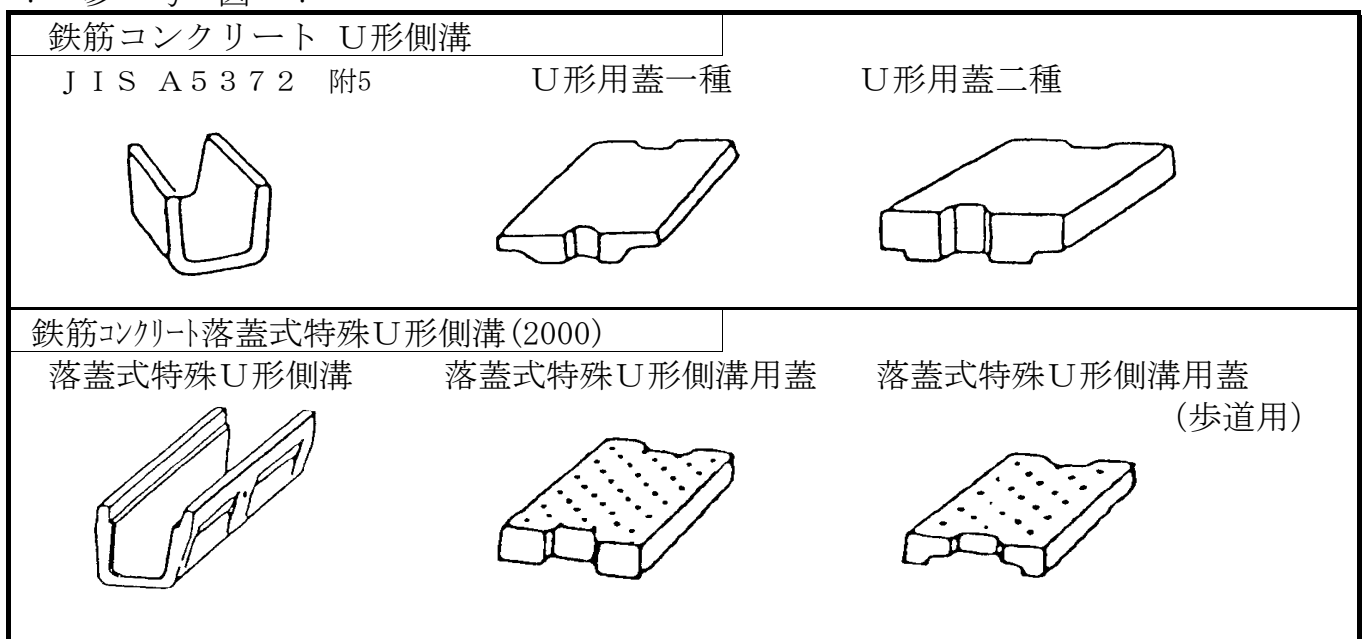 鉄筋コンクリート U形側溝
ＪＩＳ Ａ５３７２ 附5
U形用蓋一種
U形用蓋二種
鉄筋ｺﾝｸﾘｰﾄ落蓋式特殊U形側溝(2000)
落蓋式特殊U形側溝
落蓋式特殊U形側溝用蓋
落蓋式特殊U形側溝用蓋
(歩道用)